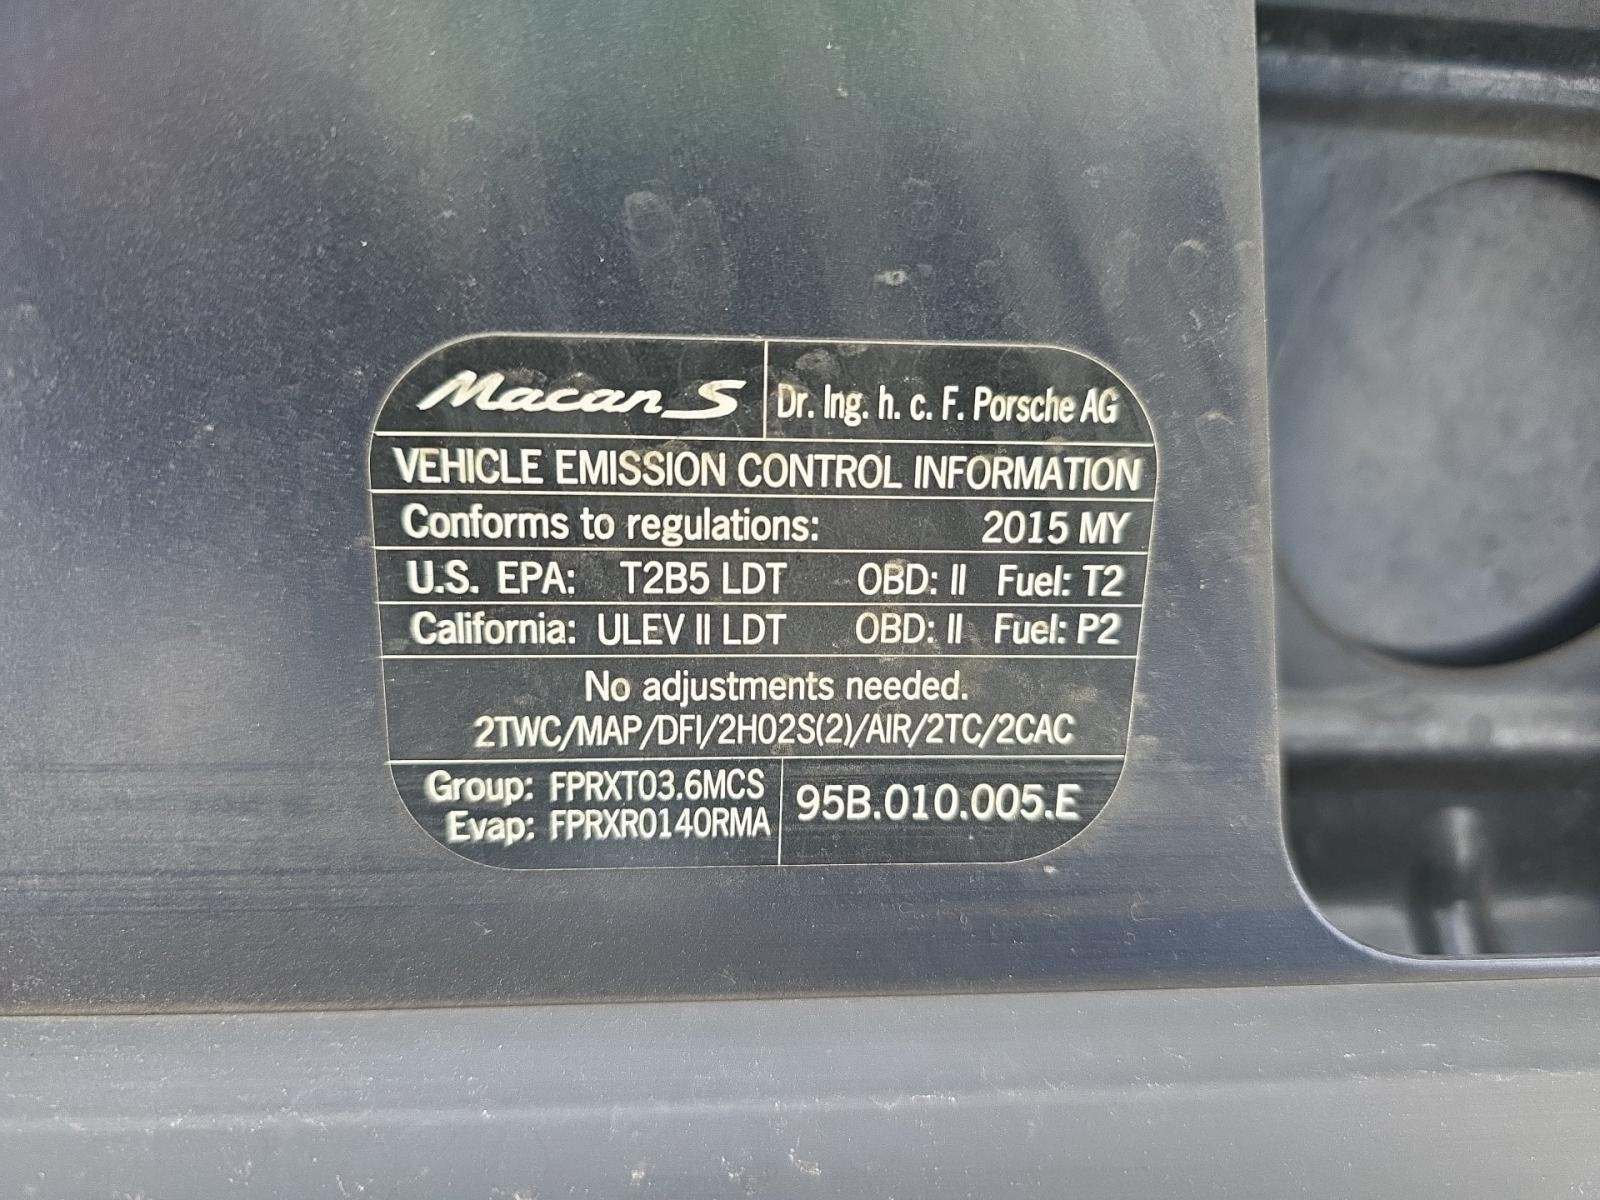 Macan S Dr. Ing. h. c. F. Porsche AG
VEHICLE EMISSION CONTROL INFORMATION
Conforms to regulations: 2015 MY
U.S. EPA: T2B5 LDT OBD: II Fuel: T2
California: ULEV II LDT OBD: II Fuel: P2
No adjustments needed.
2TWC/MAP/DFI/2HO2S(2)/AIR/2TC/2CAC
Group: FPRXT03.6MCS
Evap: FPRXR0140RMA
95B.010.005.E